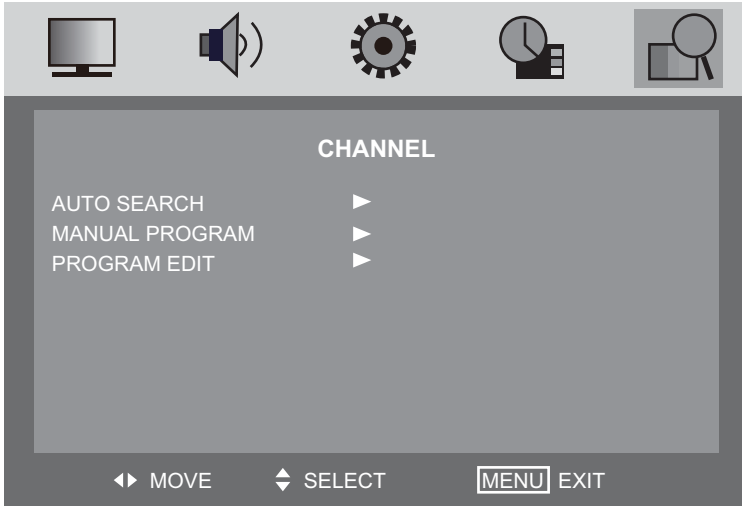 CHANNEL
AUTO SEARCH
MANUAL PROGRAM
PROGRAM EDIT
MOVE SELECT MENU EXIT